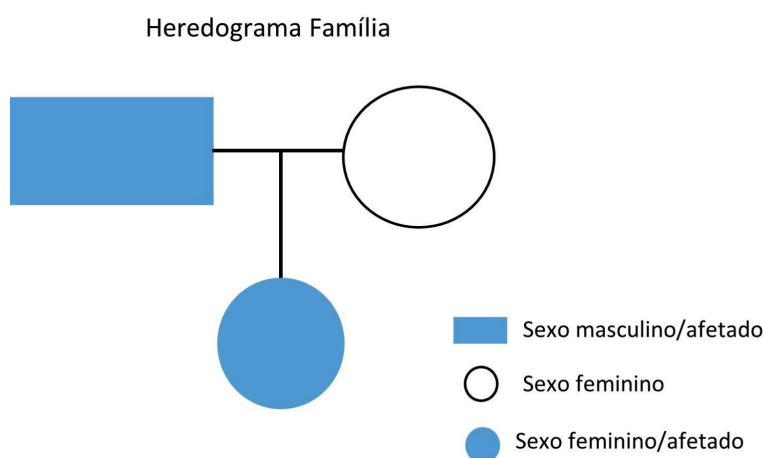 Heredograma Família
Sexo masculino/afetado
Sexo feminino
Sexo feminino/afetado